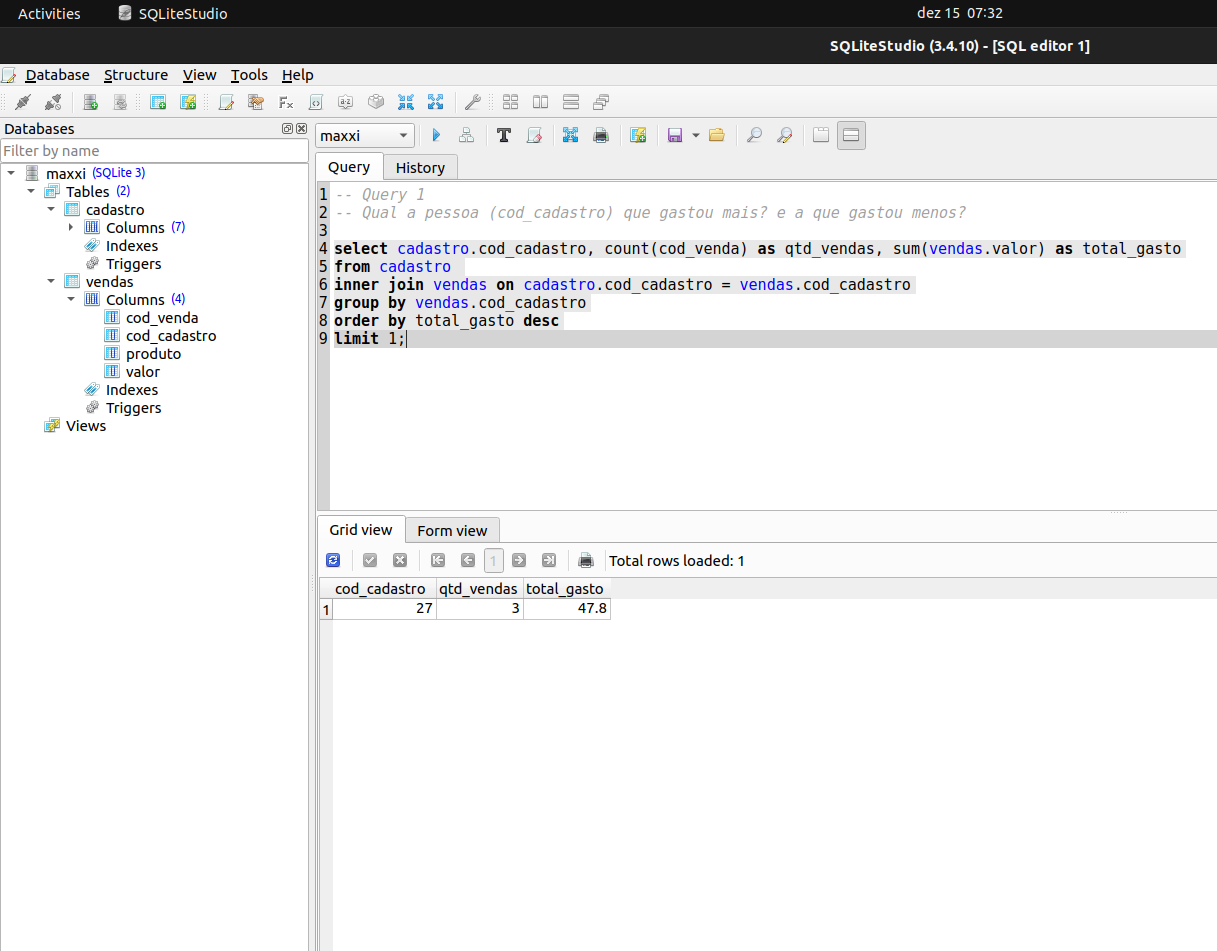 Activities SQLiteStudio dez 15 07:32
SQLiteStudio (3.4.10) - [SQL editor 1]
Database Structure View Tools Help
Databases
Filter by name
maxxi (SQLite 3)
Tables (2)
cadastro
Columns (7)
Indexes
Triggers
vendas
Columns (4)
cod_venda
cod_cadastro
produto
valor
Indexes
Triggers
Views
maxxi
Query History
1 -- Query 1
2 -- Qual a pessoa (cod_cadastro) que gastou mais? e a que gastou menos?
3
4 select cadastro.cod_cadastro, count(cod_venda) as qtd_vendas, sum(vendas.valor) as total_gasto
5 from cadastro
6 inner join vendas on cadastro.cod_cadastro = vendas.cod_cadastro
7 group by vendas.cod_cadastro
8 order by total_gasto desc
9 limit 1;
Grid view Form view
1 Total rows loaded: 1
cod_cadastro qtd_vendas total_gasto
1 27 3 47.8